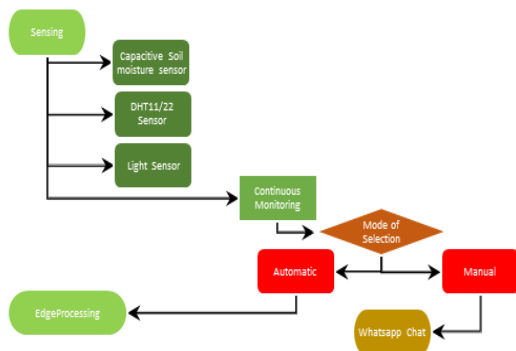 Sensing
Capacitive Soil
moisture sensor
DHT11/22
Sensor
Light Sensor
Continuous
Monitoring
Mode of
Selection
Automatic
Manual
EdgeProcessing
Whatsapp Chat